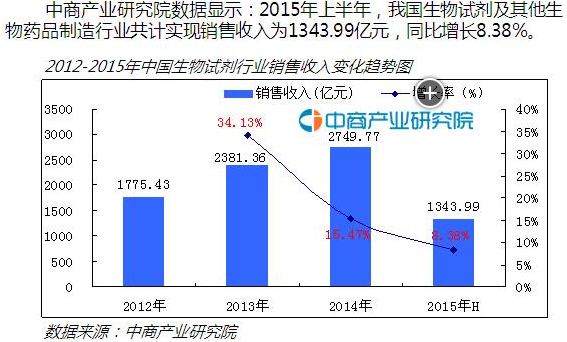 中商产业研究院数据显示：2015年上半年，我国生物试剂及其他生
物药品制造行业共计实现销售收入为1343.99亿元，同比增长8.38%。
2012-2015年中国生物试剂行业销售收入变化趋势图
销售收入(亿元)
增长率（%）
中商产业研究院
3500
3000
2500
2000
1500
1000
500
0
1775.43
2381.36
2749.77
1343.99
34.13%
15.47%
8.38%
40%
35%
30%
25%
20%
15%
10%
5%
0%
2012年
2013年
2014年
2015年H
数据来源：中商产业研究院